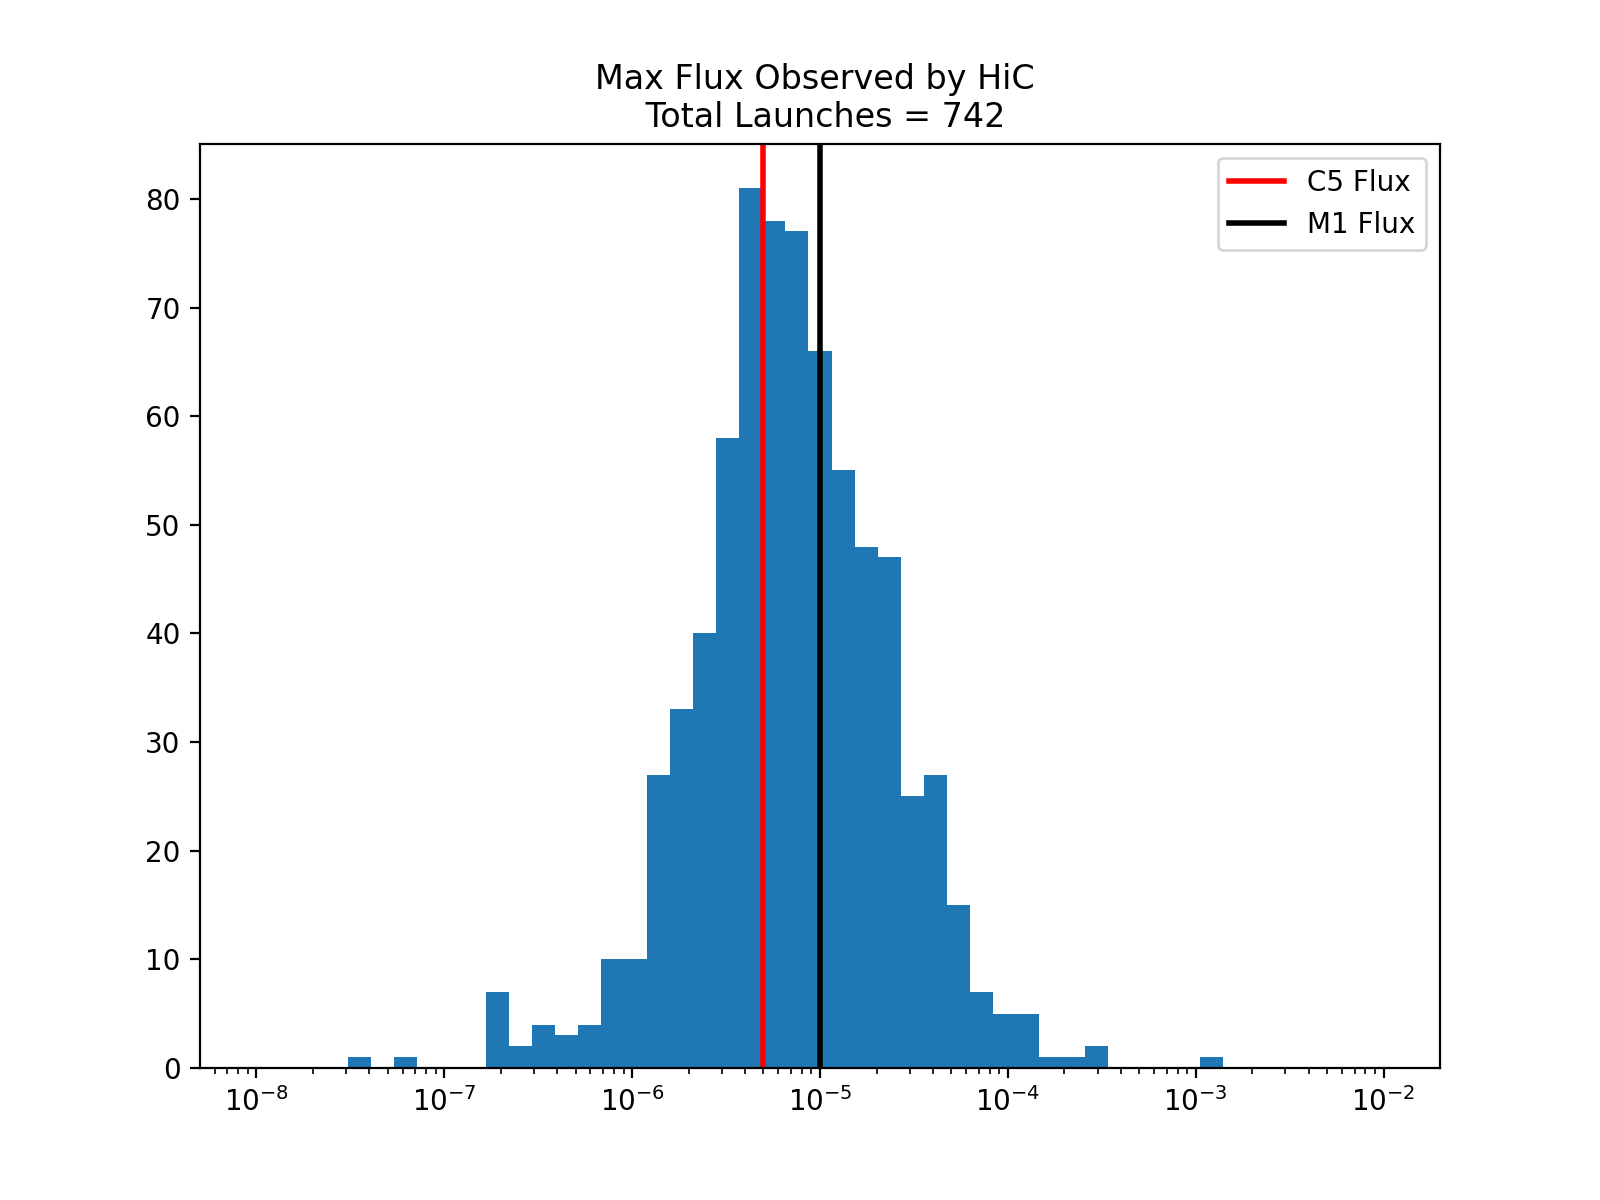 Max Flux Observed by HiC
Total Launches = 742
C5 Flux
M1 Flux
80
70
60
50
40
30
20
10
0
10⁻⁸ 10⁻⁷ 10⁻⁶ 10⁻⁵ 10⁻⁴ 10⁻³ 10⁻²